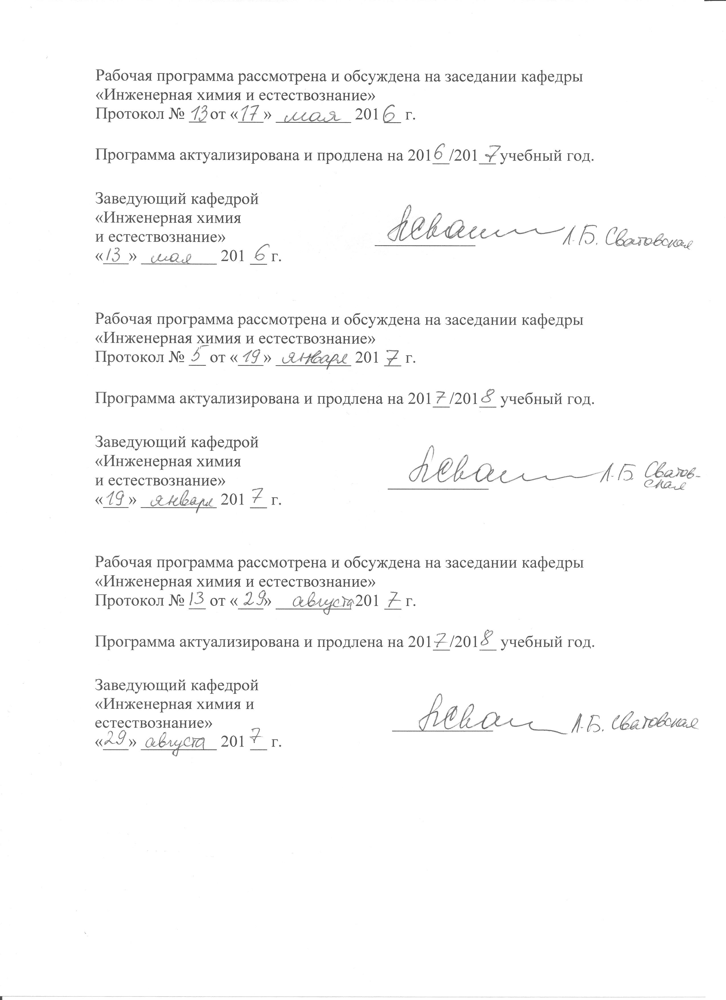 Рабочая программа рассмотрена и обсуждена на заседании кафедры
«Инженерная химия и естествознание»
Протокол № 13 от «17» мая 2016 г.
Программа актуализирована и продлена на 2016/2017 учебный год.
Заведующий кафедрой
«Инженерная химия
и естествознание» Л.Б. Сватовская
«13» мая 2016 г.
Рабочая программа рассмотрена и обсуждена на заседании кафедры
«Инженерная химия и естествознание»
Протокол № 5 от «19» января 2017 г.
Программа актуализирована и продлена на 2017/2018 учебный год.
Заведующий кафедрой
«Инженерная химия
и естествознание» Л.Б. Сватов-
ская
«19» января 2017 г.
Рабочая программа рассмотрена и обсуждена на заседании кафедры
«Инженерная химия и естествознание»
Протокол № 13 от «29» августа 2017 г.
Программа актуализирована и продлена на 2017/2018 учебный год.
Заведующий кафедрой
«Инженерная химия и
естествознание» Л.Б. Сватовская
«29» августа 2017 г.